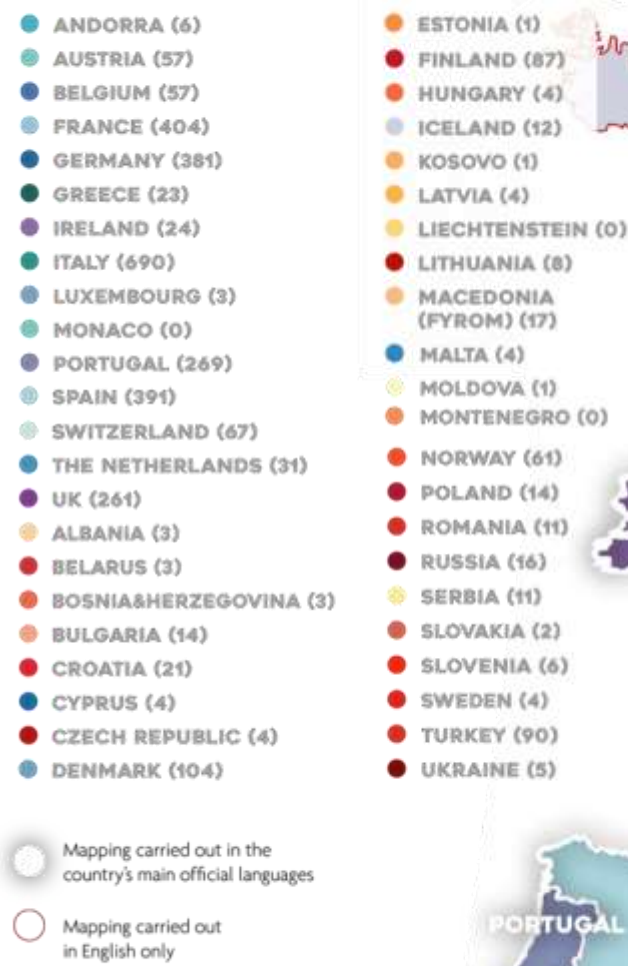 ANDORRA (6)
AUSTRIA (57)
BELGIUM (57)
FRANCE (404)
GERMANY (381)
GREECE (23)
IRELAND (24)
ITALY (690)
LUXEMBOURG (3)
MONACO (0)
PORTUGAL (269)
SPAIN (391)
SWITZERLAND (67)
THE NETHERLANDS (31)
UK (261)
ALBANIA (3)
BELARUS (3)
BOSNIA&HERZEGOVINA (3)
BULGARIA (14)
CROATIA (21)
CYPRUS (4)
CZECH REPUBLIC (4)
DENMARK (104)
ESTONIA (1)
FINLAND (87)
HUNGARY (4)
ICELAND (12)
KOSOVO (1)
LATVIA (4)
LIECHTENSTEIN (0)
LITHUANIA (8)
MACEDONIA
(FYROM) (17)
MALTA (4)
MOLDOVA (1)
MONTENEGRO (0)
NORWAY (61)
POLAND (14)
ROMANIA (11)
RUSSIA (16)
SERBIA (11)
SLOVAKIA (2)
SLOVENIA (6)
SWEDEN (4)
TURKEY (90)
UKRAINE (5)
Mapping carried out in the
country's main official languages
Mapping carried out
in English only
PORTUGAL